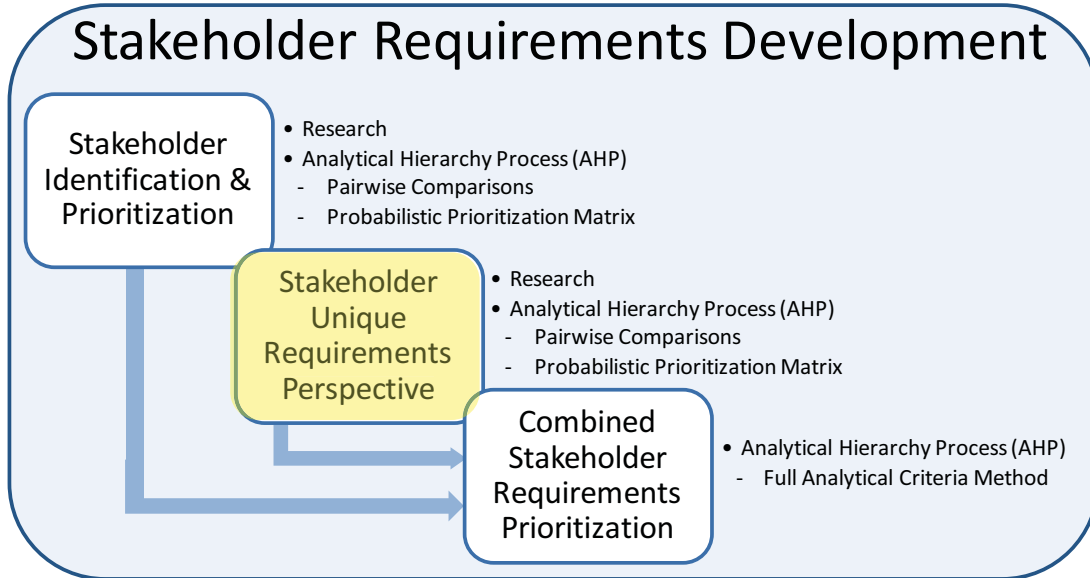 Stakeholder Requirements Development
Stakeholder
Identification &
Prioritization
• Research
• Analytical Hierarchy Process (AHP)
- Pairwise Comparisons
- Probabilistic Prioritization Matrix
Stakeholder
Unique
Requirements
Perspective
• Research
• Analytical Hierarchy Process (AHP)
- Pairwise Comparisons
- Probabilistic Prioritization Matrix
Combined
Stakeholder
Requirements
Prioritization
• Analytical Hierarchy Process (AHP)
- Full Analytical Criteria Method